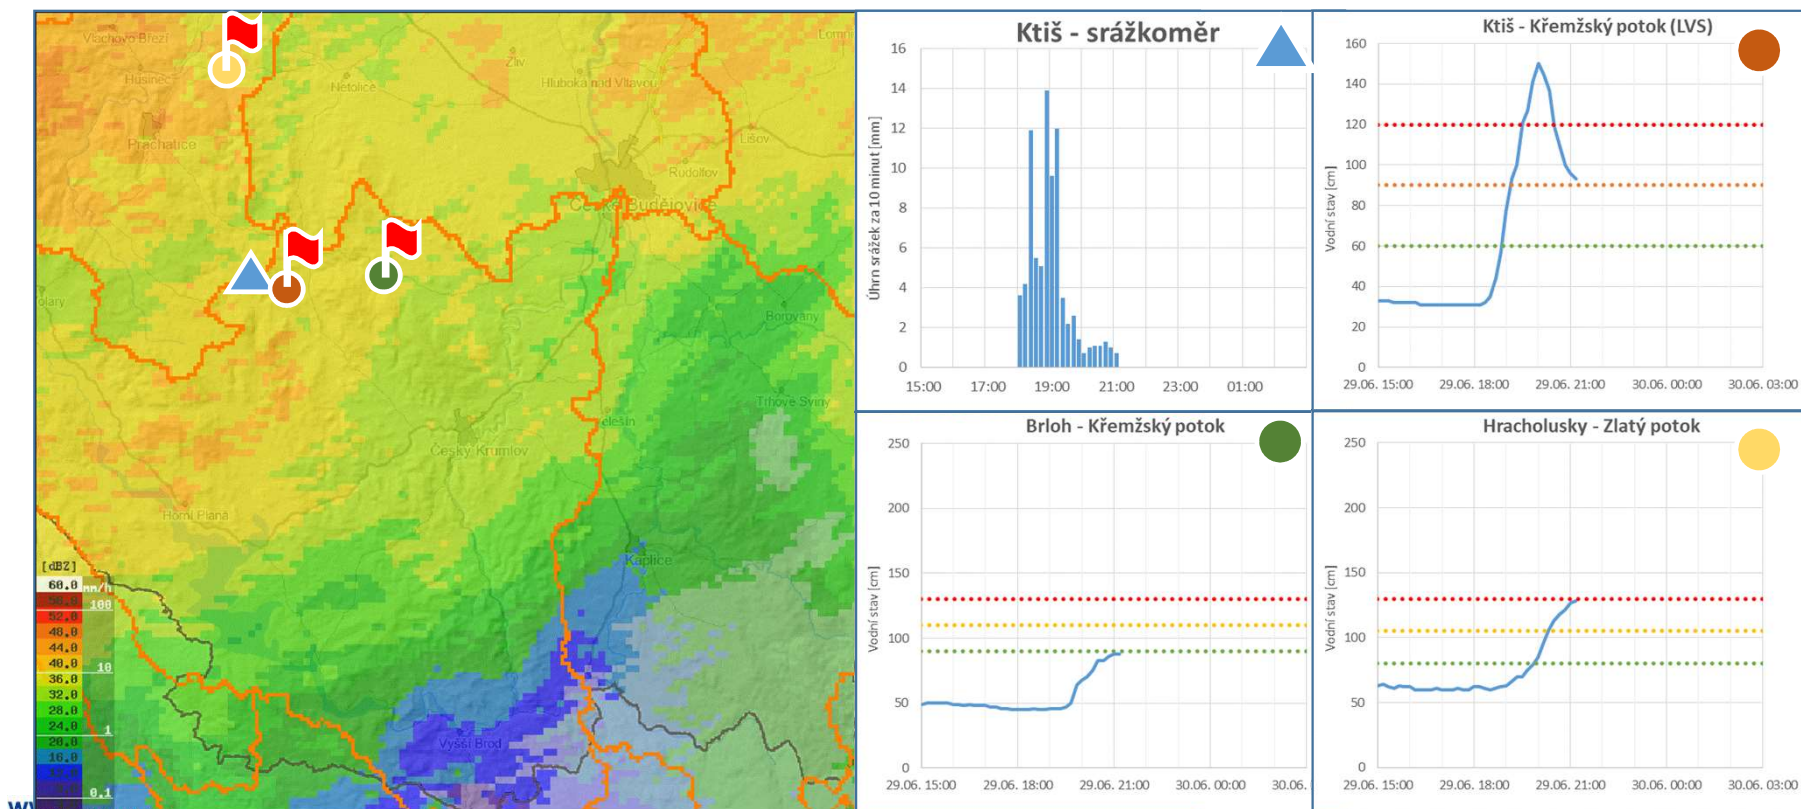 Vlachovo Březí
Husinec
Prachatice
Netolice
Hluboká nad Vltavou
Lišov
Rudolfov
České Budějovice
Borovany
Trhové Sviny
Český Krumlov
Horní Planá
Kaplice
Vyšší Brod
60.0
56.0
52.0
48.0
44.0
40.0
36.0
32.0
28.0
24.0
20.0
16.0
mm/h
100
10
1
0.1
Ktiš - srážkoměr
Úhrn srážek za 10 minut [mm]
16
14
12
10
8
6
4
2
0
15:00 17:00 19:00 21:00 23:00 01:00
Ktiš - Křemžský potok (LVS)
Vodní stav [cm]
160
140
120
100
80
60
40
20
0
29.06. 15:00 29.06. 18:00 29.06. 21:00 30.06. 00:00 30.06. 03:00
Brloh - Křemžský potok
Vodní stav [cm]
250
200
150
100
50
0
29.06. 15:00 29.06. 18:00 29.06. 21:00 30.06. 00:00 30.06.
Hracholusky - Zlatý potok
Vodní stav [cm]
250
200
150
100
50
0
29.06. 15:00 29.06. 18:00 29.06. 21:00 30.06. 00:00 30.06. 03:00